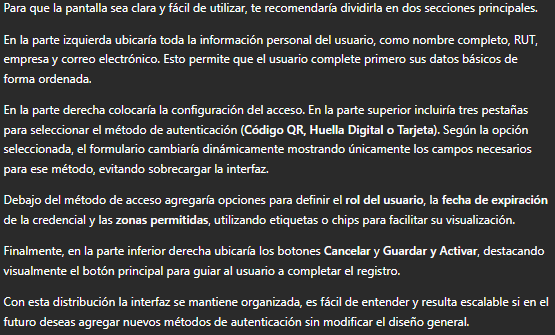 Para que la pantalla sea clara y fácil de utilizar, te recomendaría dividirla en dos secciones principales.
En la parte izquierda ubicaría toda la información personal del usuario, como nombre completo, RUT,
empresa y correo electrónico. Esto permite que el usuario complete primero sus datos básicos de
forma ordenada.
En la parte derecha colocaría la configuración del acceso. En la parte superior incluiría tres pestañas
para seleccionar el método de autenticación (Código QR, Huella Digital o Tarjeta). Según la opción
seleccionada, el formulario cambiaría dinámicamente mostrando únicamente los campos necesarios
para ese método, evitando sobrecargar la interfaz.
Debajo del método de acceso agregaría opciones para definir el rol del usuario, la fecha de expiración
de la credencial y las zonas permitidas, utilizando etiquetas o chips para facilitar su visualización.
Finalmente, en la parte inferior derecha ubicaría los botones Cancelar y Guardar y Activar, destacando
visualmente el botón principal para guiar al usuario a completar el registro.
Con esta distribución la interfaz se mantiene organizada, es fácil de entender y resulta escalable si en el
futuro deseas agregar nuevos métodos de autenticación sin modificar el diseño general.